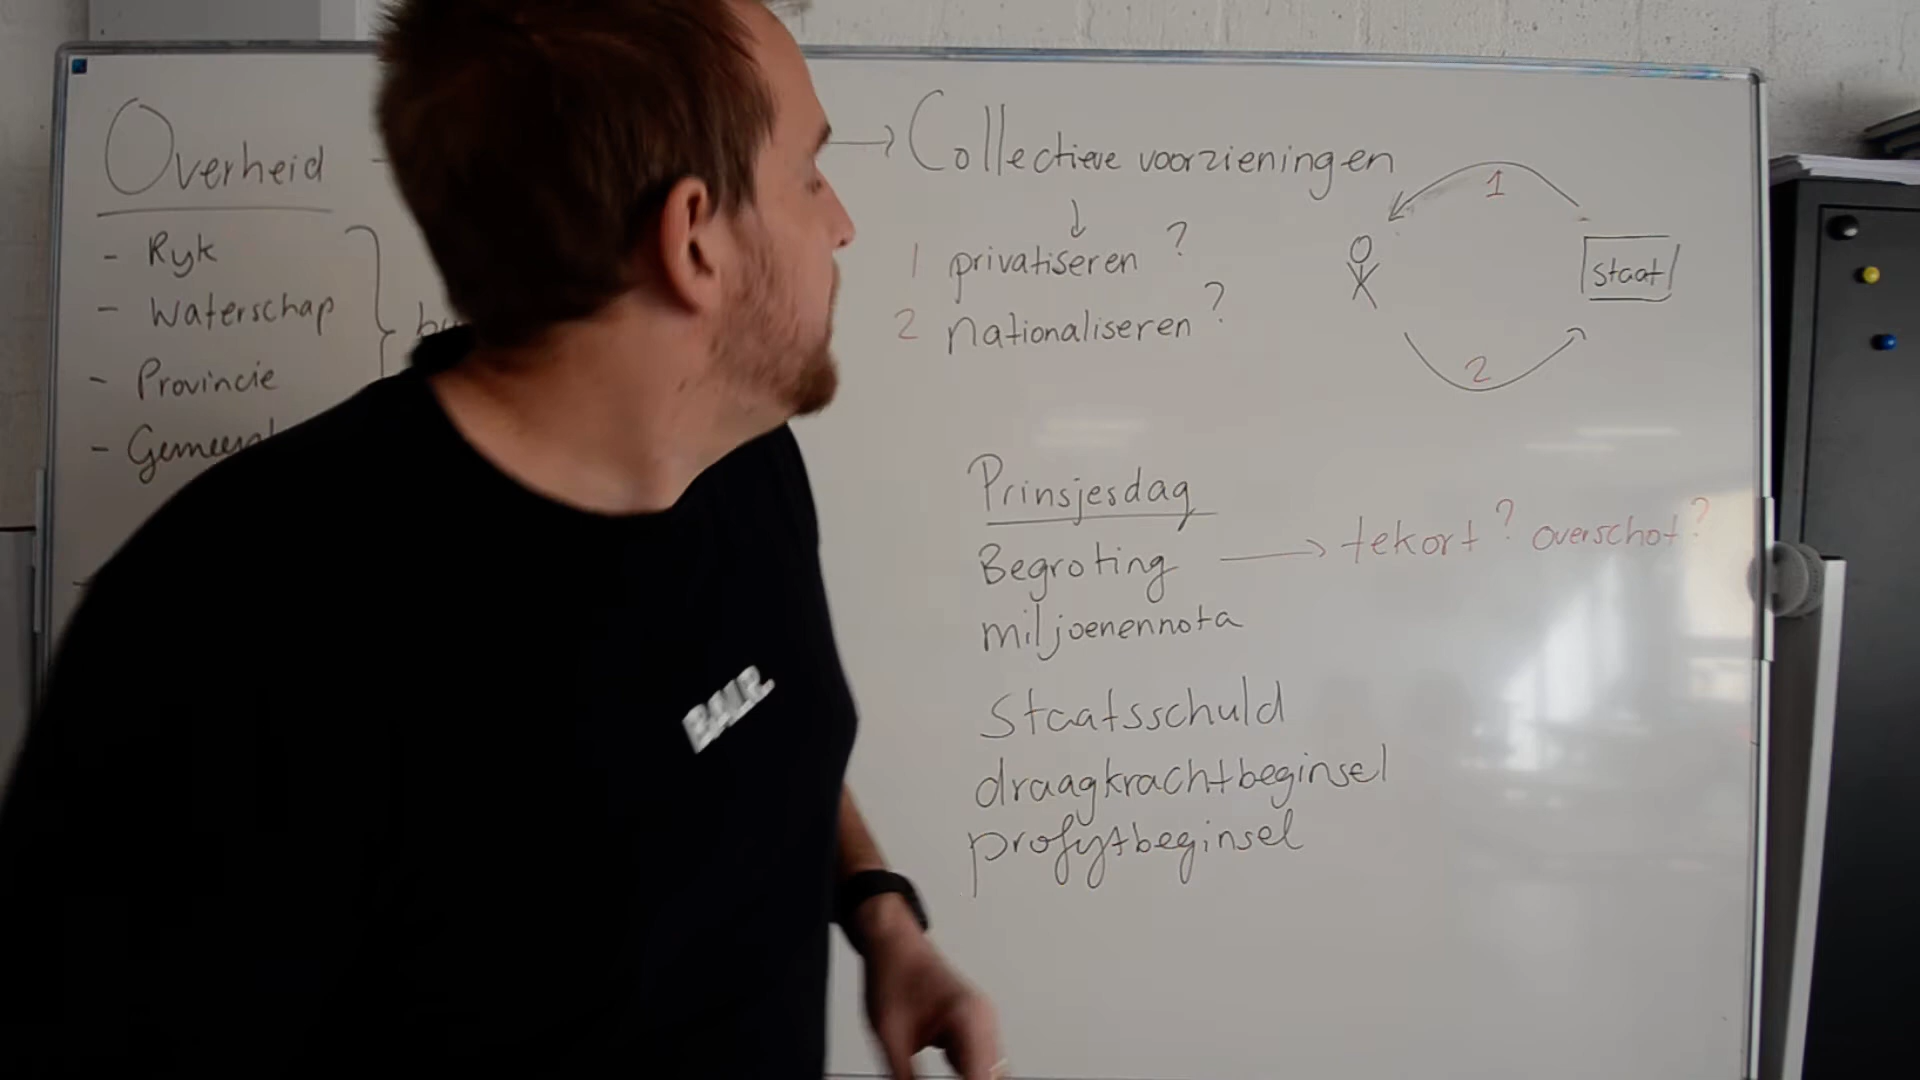 Overheid
- Ryk
- Waterschap
- Provincie
→ Collectieve voorzieningen
1 privatiseren ?
2 nationaliseren ?
1
staat
2
Prinsjesdag
Begroting → tekort ? overschot ?
miljoenennota
Staatsschuld
draagkrachtbeginsel
profytbeginsel